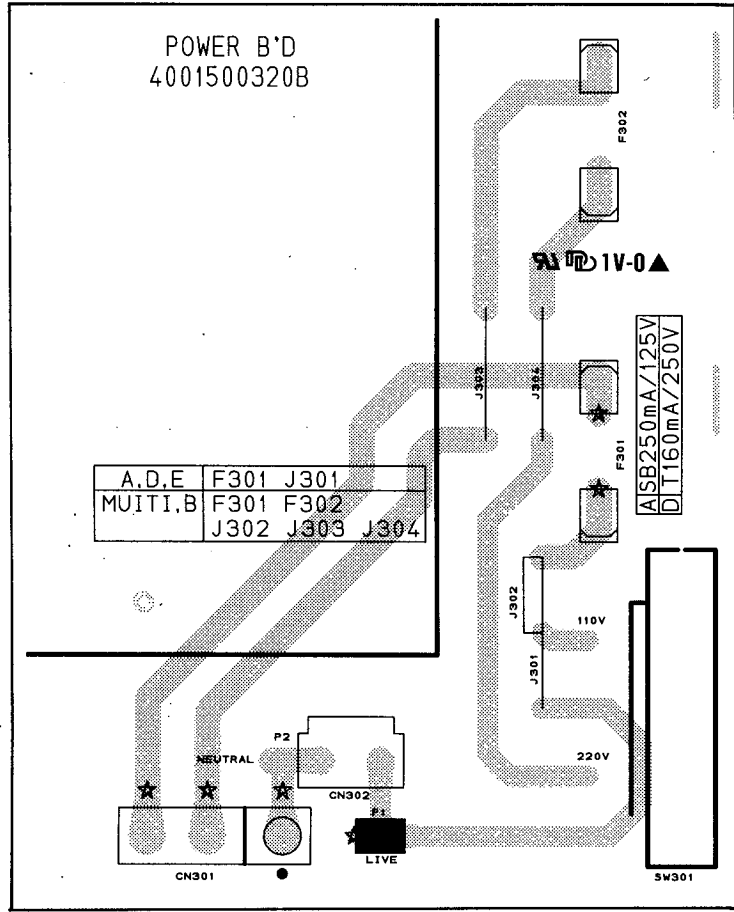 POWER B'D
4001500320B
F302
1V-0
J303
J304
ASB250mA/125V
D T160mA/250V
F301
A,D,E F301 J301
MUITI,B F301 F302
J302 J303 J304
J302
110V
J301
P2
NEUTRAL
220V
CN302
P1
LIVE
CN301
SW301